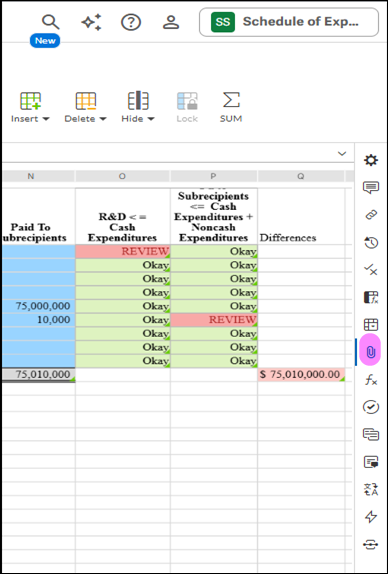 SS Schedule of Exp...
New
Insert Delete Hide Lock SUM
N O P Q
Paid To
ubrecipients
R&D <=
Cash
Expenditures
Subrecipients
<= Cash
Expenditures +
Noncash
Expenditures
Differences
REVIEW Okay
Okay Okay
Okay Okay
Okay Okay
75,000,000 Okay Okay
10,000 Okay REVIEW
Okay Okay
Okay Okay
Okay Okay
75,010,000 $ 75,010,000.00